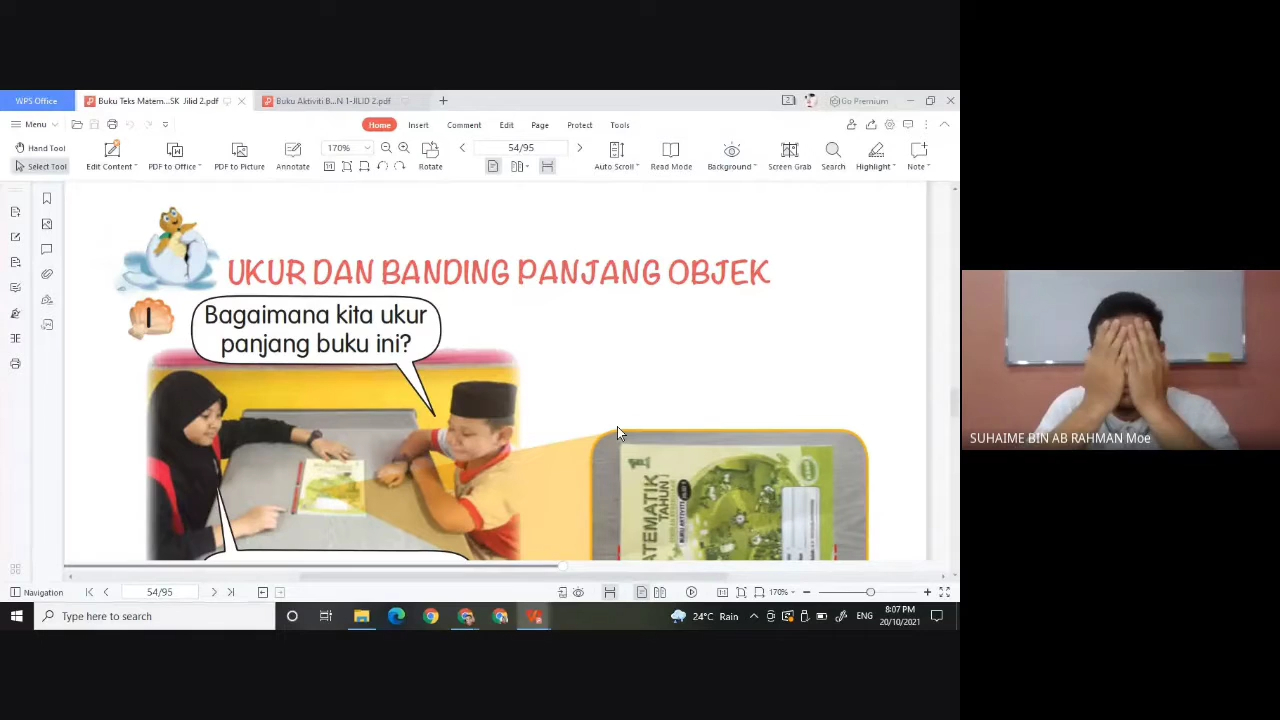 WPS Office
Buku Teks Matem...SK Jilid 2.pdf
Buku Aktiviti B...N 1-JILID 2.pdf
Go Premium
Menu
Home
Insert
Comment
Edit
Page
Protect
Tools
Hand Tool
Select Tool
Edit Content
PDF to Office
PDF to Picture
Annotate
170%
Rotate
54/95
Auto Scroll
Read Mode
Background
Screen Grab
Search
Highlight
Note
UKUR DAN BANDING PANJANG OBJEK
1
Bagaimana kita ukur
panjang buku ini?
MATEMATIK
TAHUN 1
SUHAIME BIN AB RAHMAN Moe
Navigation
54/95
170%
Type here to search
24°C Rain
ENG
8:07 PM
20/10/2021